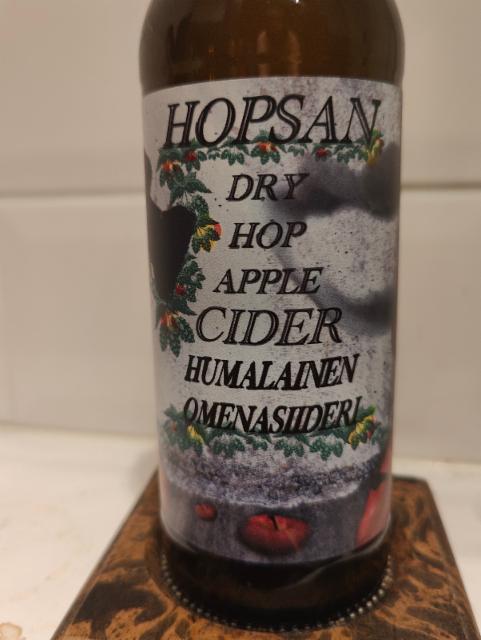 HOPSAN
DRY
HOP
APPLE
CIDER
HUMALAINEN
OMENASIIDERI